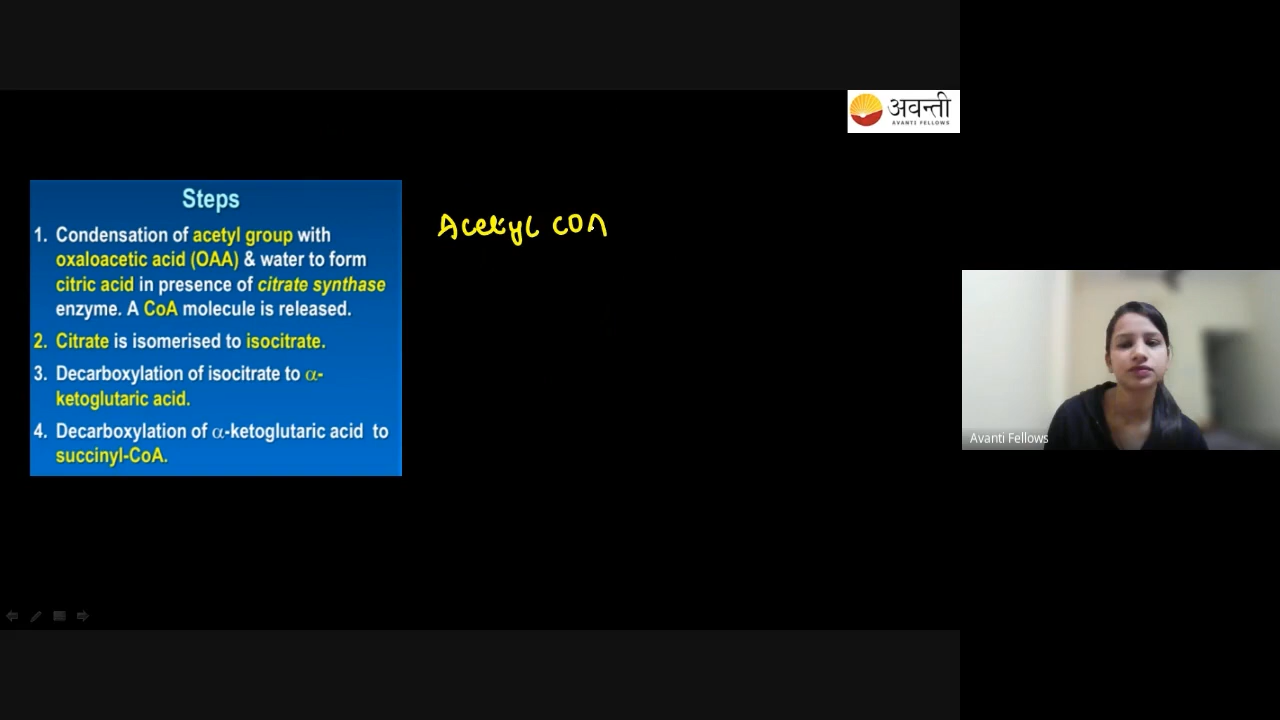 अवन्ती
AVANTI FELLOWS
Steps
1. Condensation of acetyl group with
oxaloacetic acid (OAA) & water to form
citric acid in presence of citrate synthase
enzyme. A CoA molecule is released.
2. Citrate is isomerised to isocitrate.
3. Decarboxylation of isocitrate to α-
ketoglutaric acid.
4. Decarboxylation of α-ketoglutaric acid to
succinyl-CoA.
Acetyl COA
Avanti Fellows